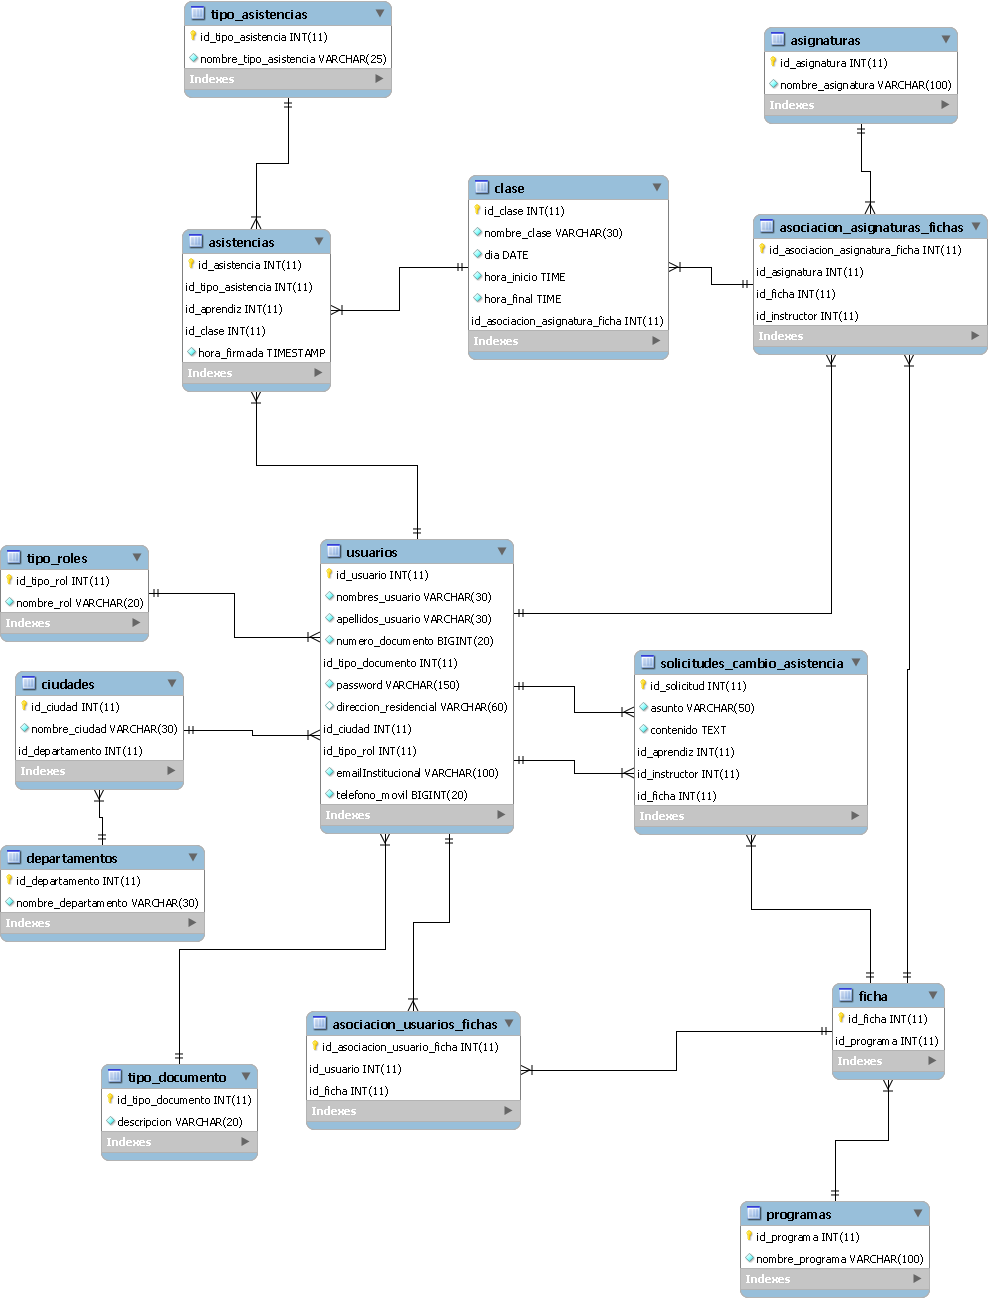 tipo_asistencias
id_tipo_asistencia INT(11)
nombre_tipo_asistencia VARCHAR(25)
Indexes
asignaturas
id_asignatura INT(11)
nombre_asignatura VARCHAR(100)
Indexes
clase
id_clase INT(11)
nombre_clase VARCHAR(30)
dia DATE
hora_inicio TIME
hora_final TIME
id_asociacion_asignatura_ficha INT(11)
Indexes
asociacion_asignaturas_fichas
id_asociacion_asignatura_ficha INT(11)
id_asignatura INT(11)
id_ficha INT(11)
id_instructor INT(11)
Indexes
asistencias
id_asistencia INT(11)
id_tipo_asistencia INT(11)
id_aprendiz INT(11)
id_clase INT(11)
hora_firmada TIMESTAMP
Indexes
tipo_roles
id_tipo_rol INT(11)
nombre_rol VARCHAR(20)
Indexes
usuarios
id_usuario INT(11)
nombres_usuario VARCHAR(30)
apellidos_usuario VARCHAR(30)
numero_documento BIGINT(20)
id_tipo_documento INT(11)
password VARCHAR(150)
direccion_residencial VARCHAR(60)
id_ciudad INT(11)
id_tipo_rol INT(11)
emailInstitucional VARCHAR(100)
telefono_movil BIGINT(20)
Indexes
solicitudes_cambio_asistencia
id_solicitud INT(11)
asunto VARCHAR(50)
contenido TEXT
id_aprendiz INT(11)
id_instructor INT(11)
id_ficha INT(11)
Indexes
ciudades
id_ciudad INT(11)
nombre_ciudad VARCHAR(30)
id_departamento INT(11)
Indexes
departamentos
id_departamento INT(11)
nombre_departamento VARCHAR(30)
Indexes
ficha
id_ficha INT(11)
id_programa INT(11)
Indexes
asociacion_usuarios_fichas
id_asociacion_usuario_ficha INT(11)
id_usuario INT(11)
id_ficha INT(11)
Indexes
tipo_documento
id_tipo_documento INT(11)
descripcion VARCHAR(20)
Indexes
programas
id_programa INT(11)
nombre_programa VARCHAR(100)
Indexes